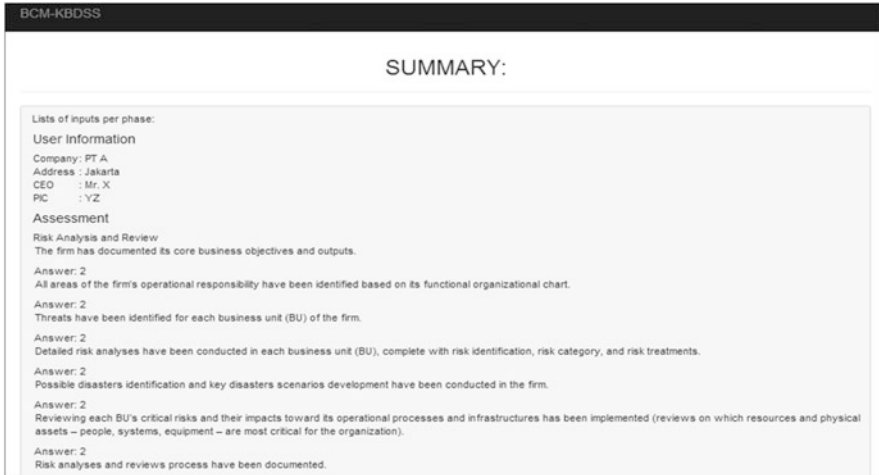 BCM-KBDSS
SUMMARY:
Lists of inputs per phase:
User Information
Company: PT A
Address : Jakarta
CEO : Mr. X
PIC : YZ
Assessment
Risk Analysis and Review
The firm has documented its core business objectives and outputs.
Answer: 2
All areas of the firm's operational responsibility have been identified based on its functional organizational chart.
Answer: 2
Threats have been identified for each business unit (BU) of the firm.
Answer: 2
Detailed risk analyses have been conducted in each business unit (BU), complete with risk identification, risk category, and risk treatments.
Answer: 2
Possible disasters identification and key disasters scenarios development have been conducted in the firm.
Answer: 2
Reviewing each BU's critical risks and their impacts toward its operational processes and infrastructures has been implemented (reviews on which resources and physical
assets – people, systems, equipment – are most critical for the organization).
Answer: 2
Risk analyses and reviews process have been documented.